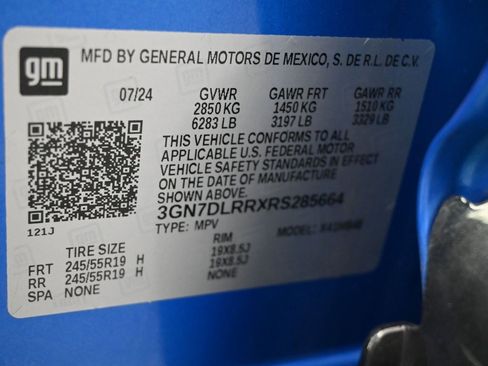 gm
MFD BY GENERAL MOTORS DE MEXICO, S. DE R.L. DE C.V.
07/24 GVWR GAWR FRT GAWR RR
2850 KG 1450 KG 1510 KG
6283 LB 3197 LB 3329 LB
THIS VEHICLE CONFORMS TO ALL
APPLICABLE U.S. FEDERAL MOTOR
VEHICLE SAFETY STANDARDS IN EFFECT
ON THE DATE OF MANUFACTURE
SHOWN ABOVE.
3GN7DLRRXRS285664
TYPE: MPV MODEL:
121J
TIRE SIZE RIM
FRT 245/55R19 H 19X8.5J
RR 245/55R19 H 19X8.5J
SPA NONE NONE